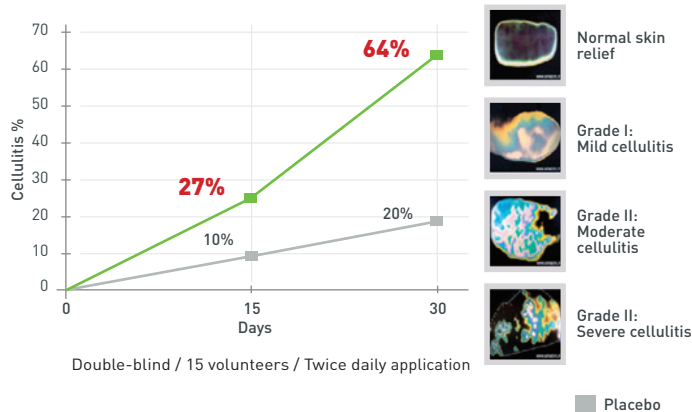 Cellulitis %
70
60
50
40
30
20
10
0
64%
27%
10%
20%
0
15
30
Days
Double-blind / 15 volunteers / Twice daily application
Normal skin
relief
Grade I:
Mild cellulitis
Grade II:
Moderate
cellulitis
Grade II:
Severe cellulitis
Placebo